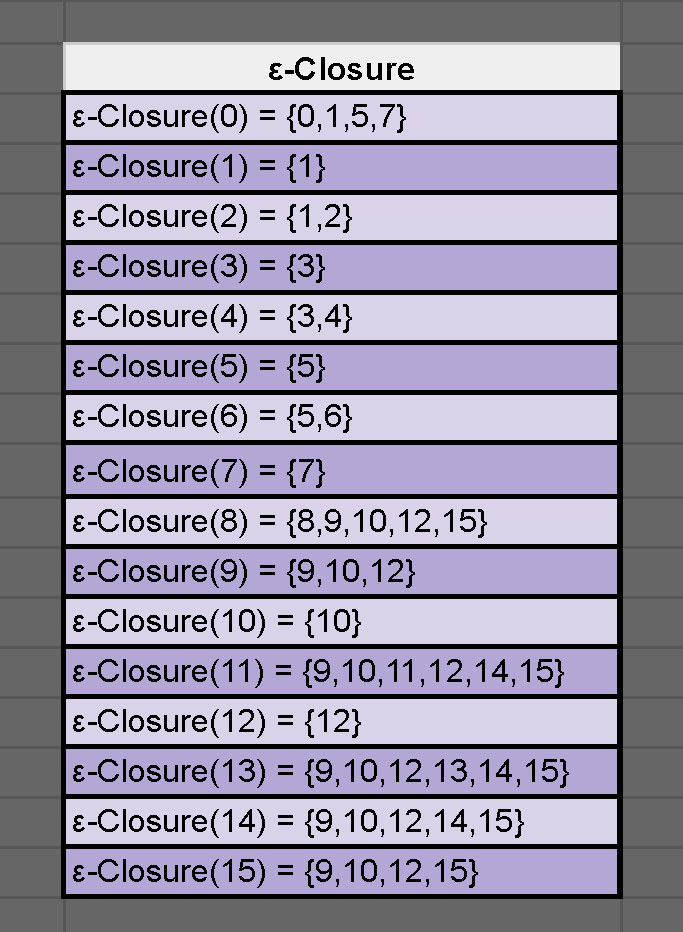 ε-Closure
ε-Closure(0) = {0,1,5,7}
ε-Closure(1) = {1}
ε-Closure(2) = {1,2}
ε-Closure(3) = {3}
ε-Closure(4) = {3,4}
ε-Closure(5) = {5}
ε-Closure(6) = {5,6}
ε-Closure(7) = {7}
ε-Closure(8) = {8,9,10,12,15}
ε-Closure(9) = {9,10,12}
ε-Closure(10) = {10}
ε-Closure(11) = {9,10,11,12,14,15}
ε-Closure(12) = {12}
ε-Closure(13) = {9,10,12,13,14,15}
ε-Closure(14) = {9,10,12,14,15}
ε-Closure(15) = {9,10,12,15}